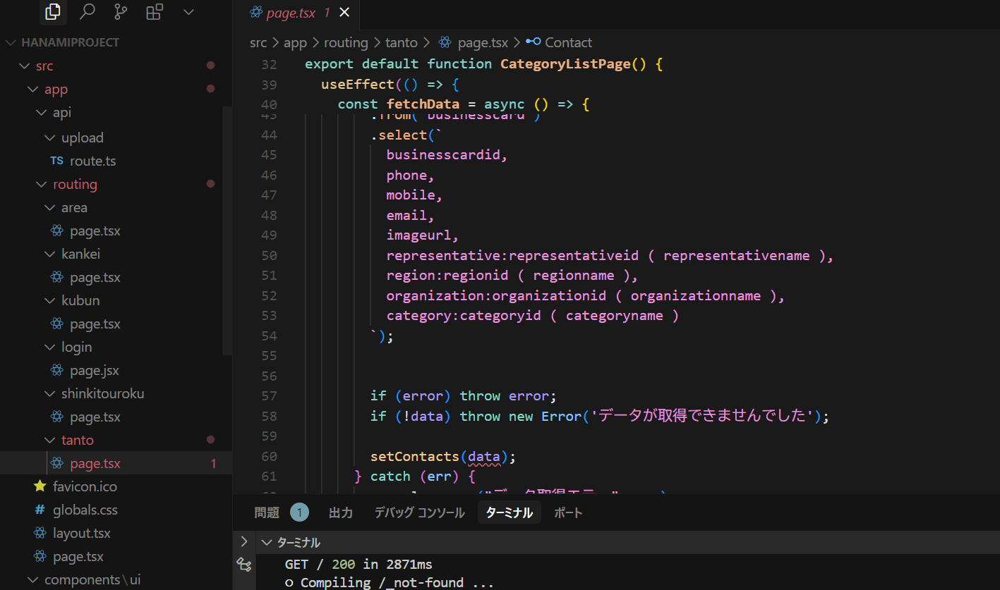 HANAMIPROJECT
src
app
api
upload
TS route.ts
routing
area
page.tsx
kankei
page.tsx
kubun
page.tsx
login
page.jsx
shinkitouroku
page.tsx
tanto
page.tsx 1
favicon.ico
# globals.css
layout.tsx
page.tsx
components\ui
page.tsx 1
src > app > routing > tanto > page.tsx > Contact
32 export default function CategoryListPage() {
39 useEffect(() => {
40 const fetchData = async () => {
43 .from('businesscard')
44 .select(`
45 businesscardid,
46 phone,
47 mobile,
48 email,
49 imageurl,
50 representative:representativeid ( representativename ),
51 region:regionid ( regionname ),
52 organization:organizationid ( organizationname ),
53 category:categoryid ( categoryname )
54 `);
55
56
57 if (error) throw error;
58 if (!data) throw new Error('データが取得できませんでした');
59
60 setContacts(data);
61 } catch (err) {
問題 1 出力 デバッグ コンソール ターミナル ポート
ターミナル
GET / 200 in 2871ms
○ Compiling /_not-found ...